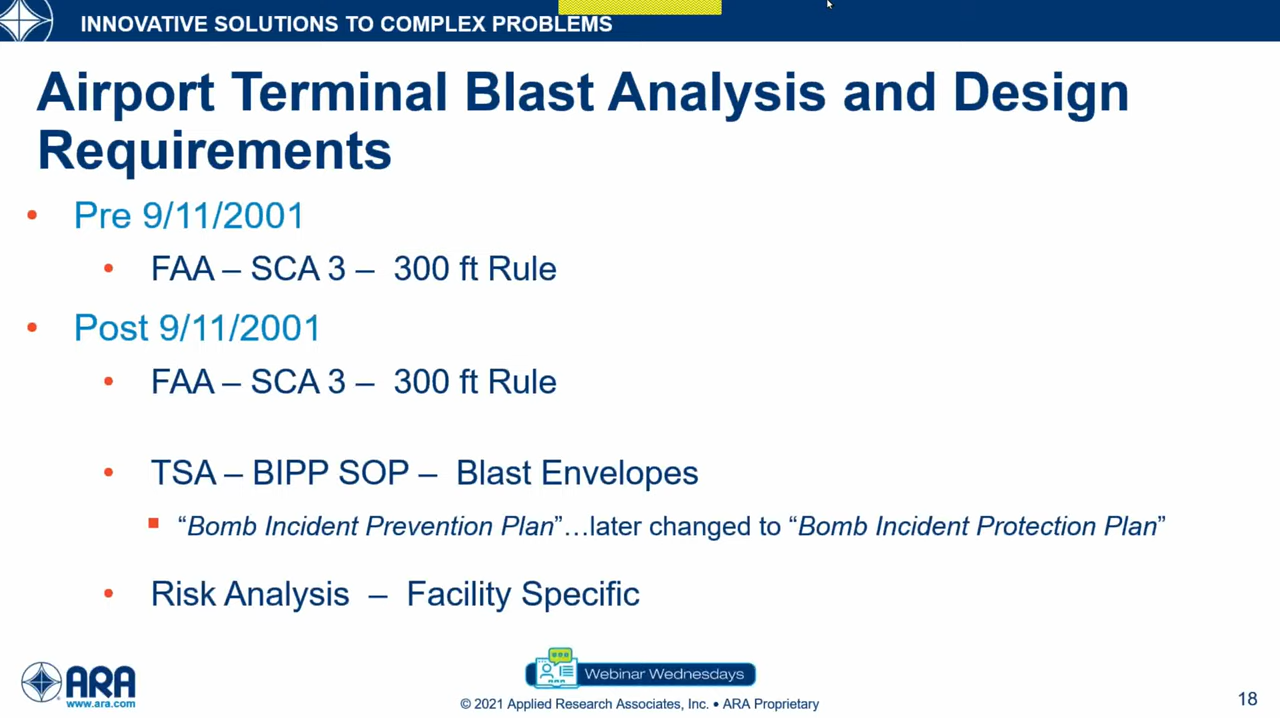 INNOVATIVE SOLUTIONS TO COMPLEX PROBLEMS
Airport Terminal Blast Analysis and Design
Requirements
• Pre 9/11/2001
• FAA – SCA 3 – 300 ft Rule
• Post 9/11/2001
• FAA – SCA 3 – 300 ft Rule
• TSA – BIPP SOP – Blast Envelopes
▪ “Bomb Incident Prevention Plan”…later changed to “Bomb Incident Protection Plan”
• Risk Analysis – Facility Specific
ARA
www.ara.com
ARA
Webinar Wednesdays
© 2021 Applied Research Associates, Inc. • ARA Proprietary
18